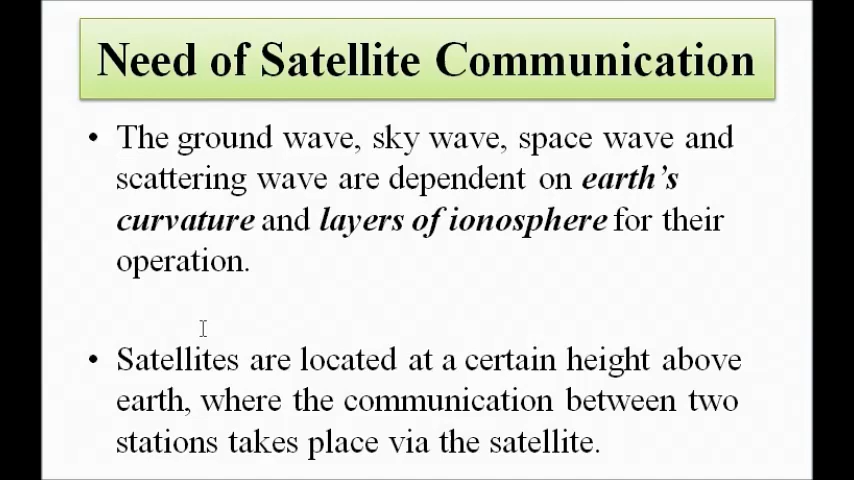 Need of Satellite Communication
• The ground wave, sky wave, space wave and
scattering wave are dependent on earth's
curvature and layers of ionosphere for their
operation.
• Satellites are located at a certain height above
earth, where the communication between two
stations takes place via the satellite.